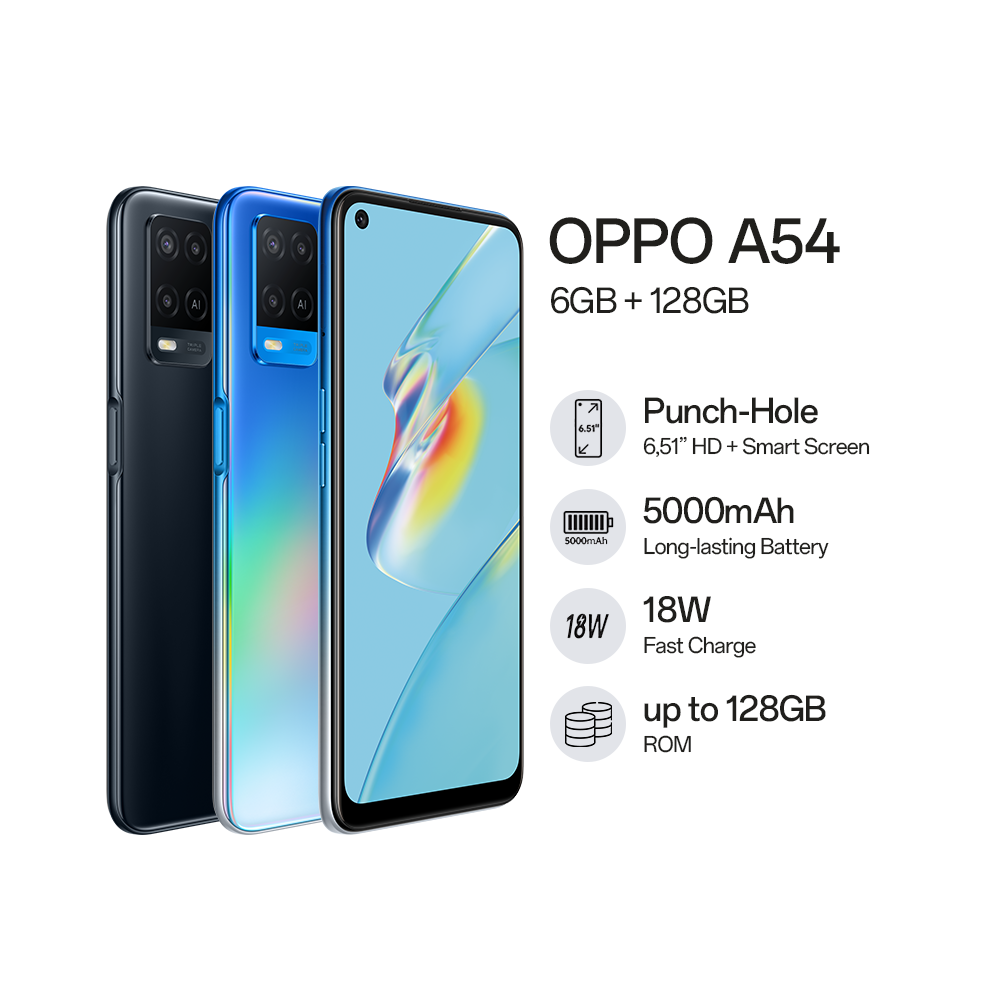 OPPO A54
6GB + 128GB
6.51"
Punch-Hole
6,51” HD + Smart Screen
5000mAh
5000mAh
Long-lasting Battery
18W
18W
Fast Charge
up to 128GB
ROM
AI
AI